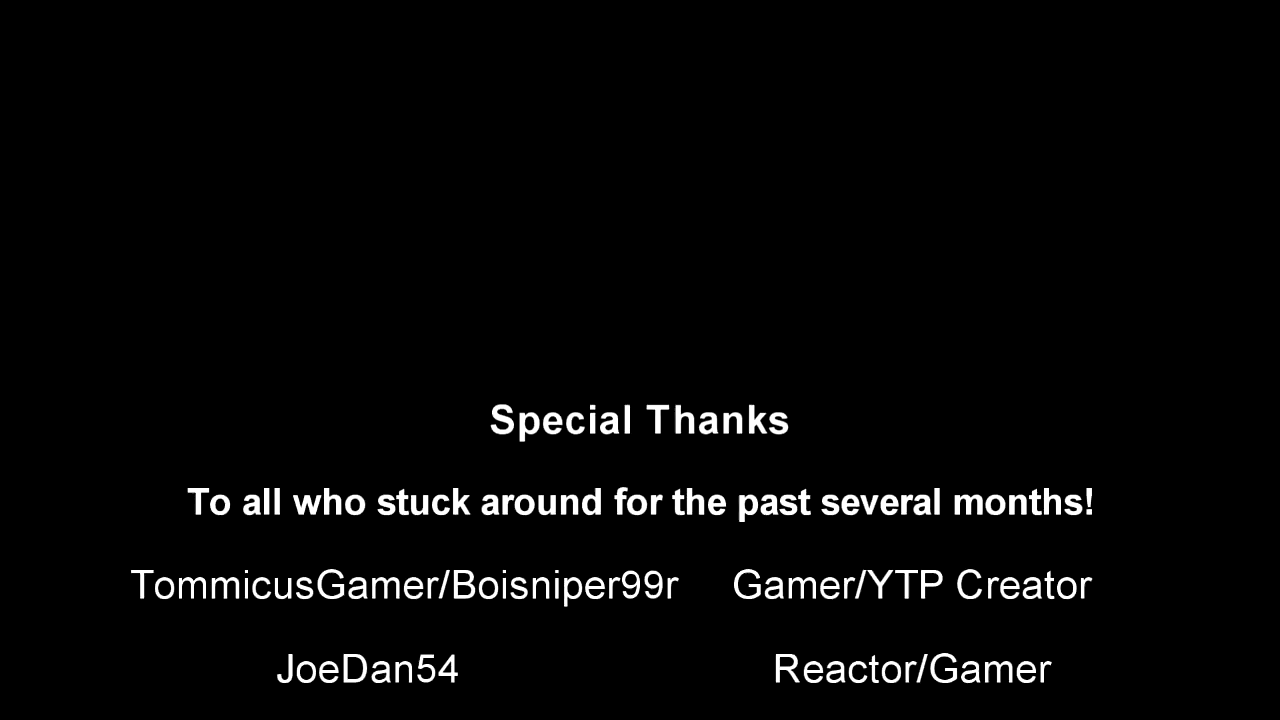 Special Thanks
To all who stuck around for the past several months!
TommicusGamer/Boisniper99r Gamer/YTP Creator
JoeDan54 Reactor/Gamer